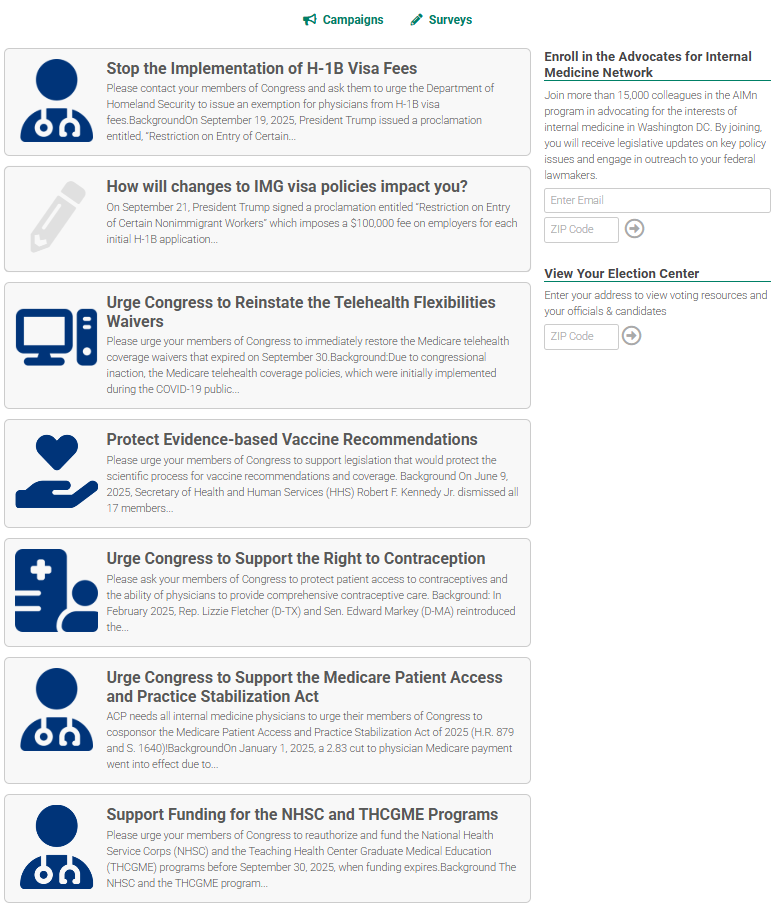 Campaigns
Surveys
Stop the Implementation of H-1B Visa Fees
Please contact your members of Congress and ask them to urge the Department of
Homeland Security to issue an exemption for physicians from H-1B visa
fees.BackgroundOn September 19, 2025, President Trump issued a proclamation
entitled, “Restriction on Entry of Certain...
How will changes to IMG visa policies impact you?
On September 21, President Trump signed a proclamation entitled “Restriction on Entry
of Certain Nonimmigrant Workers” which imposes a $100,000 fee on employers for each
initial H-1B application...
Urge Congress to Reinstate the Telehealth Flexibilities
Waivers
Please urge your members of Congress to immediately restore the Medicare telehealth
coverage waivers that expired on September 30.Background:Due to congressional
inaction, the Medicare telehealth coverage policies, which were initially implemented
during the COVID-19 public...
Protect Evidence-based Vaccine Recommendations
Please urge your members of Congress to support legislation that would protect the
scientific process for vaccine recommendations and coverage. Background On June 9,
2025, Secretary of Health and Human Services (HHS) Robert F. Kennedy Jr. dismissed all
17 members...
Urge Congress to Support the Right to Contraception
Please ask your members of Congress to protect patient access to contraceptives and
the ability of physicians to provide comprehensive contraceptive care. Background: In
February 2025, Rep. Lizzie Fletcher (D-TX) and Sen. Edward Markey (D-MA) reintroduced
the...
Urge Congress to Support the Medicare Patient Access
and Practice Stabilization Act
ACP needs all internal medicine physicians to urge their members of Congress to
cosponsor the Medicare Patient Access and Practice Stabilization Act of 2025 (H.R. 879
and S. 1640)!BackgroundOn January 1, 2025, a 2.83 cut to physician Medicare payment
went into effect due to...
Support Funding for the NHSC and THCGME Programs
Please urge your members of Congress to reauthorize and fund the National Health
Service Corps (NHSC) and the Teaching Health Center Graduate Medical Education
(THCGME) programs before September 30, 2025, when funding expires.Background The
NHSC and the THCGME program...
Enroll in the Advocates for Internal
Medicine Network
Join more than 15,000 colleagues in the AIMn
program in advocating for the interests of
internal medicine in Washington DC. By joining,
you will receive legislative updates on key policy
issues and engage in outreach to your federal
lawmakers.
Enter Email
ZIP Code
View Your Election Center
Enter your address to view voting resources and
your officials & candidates
ZIP Code